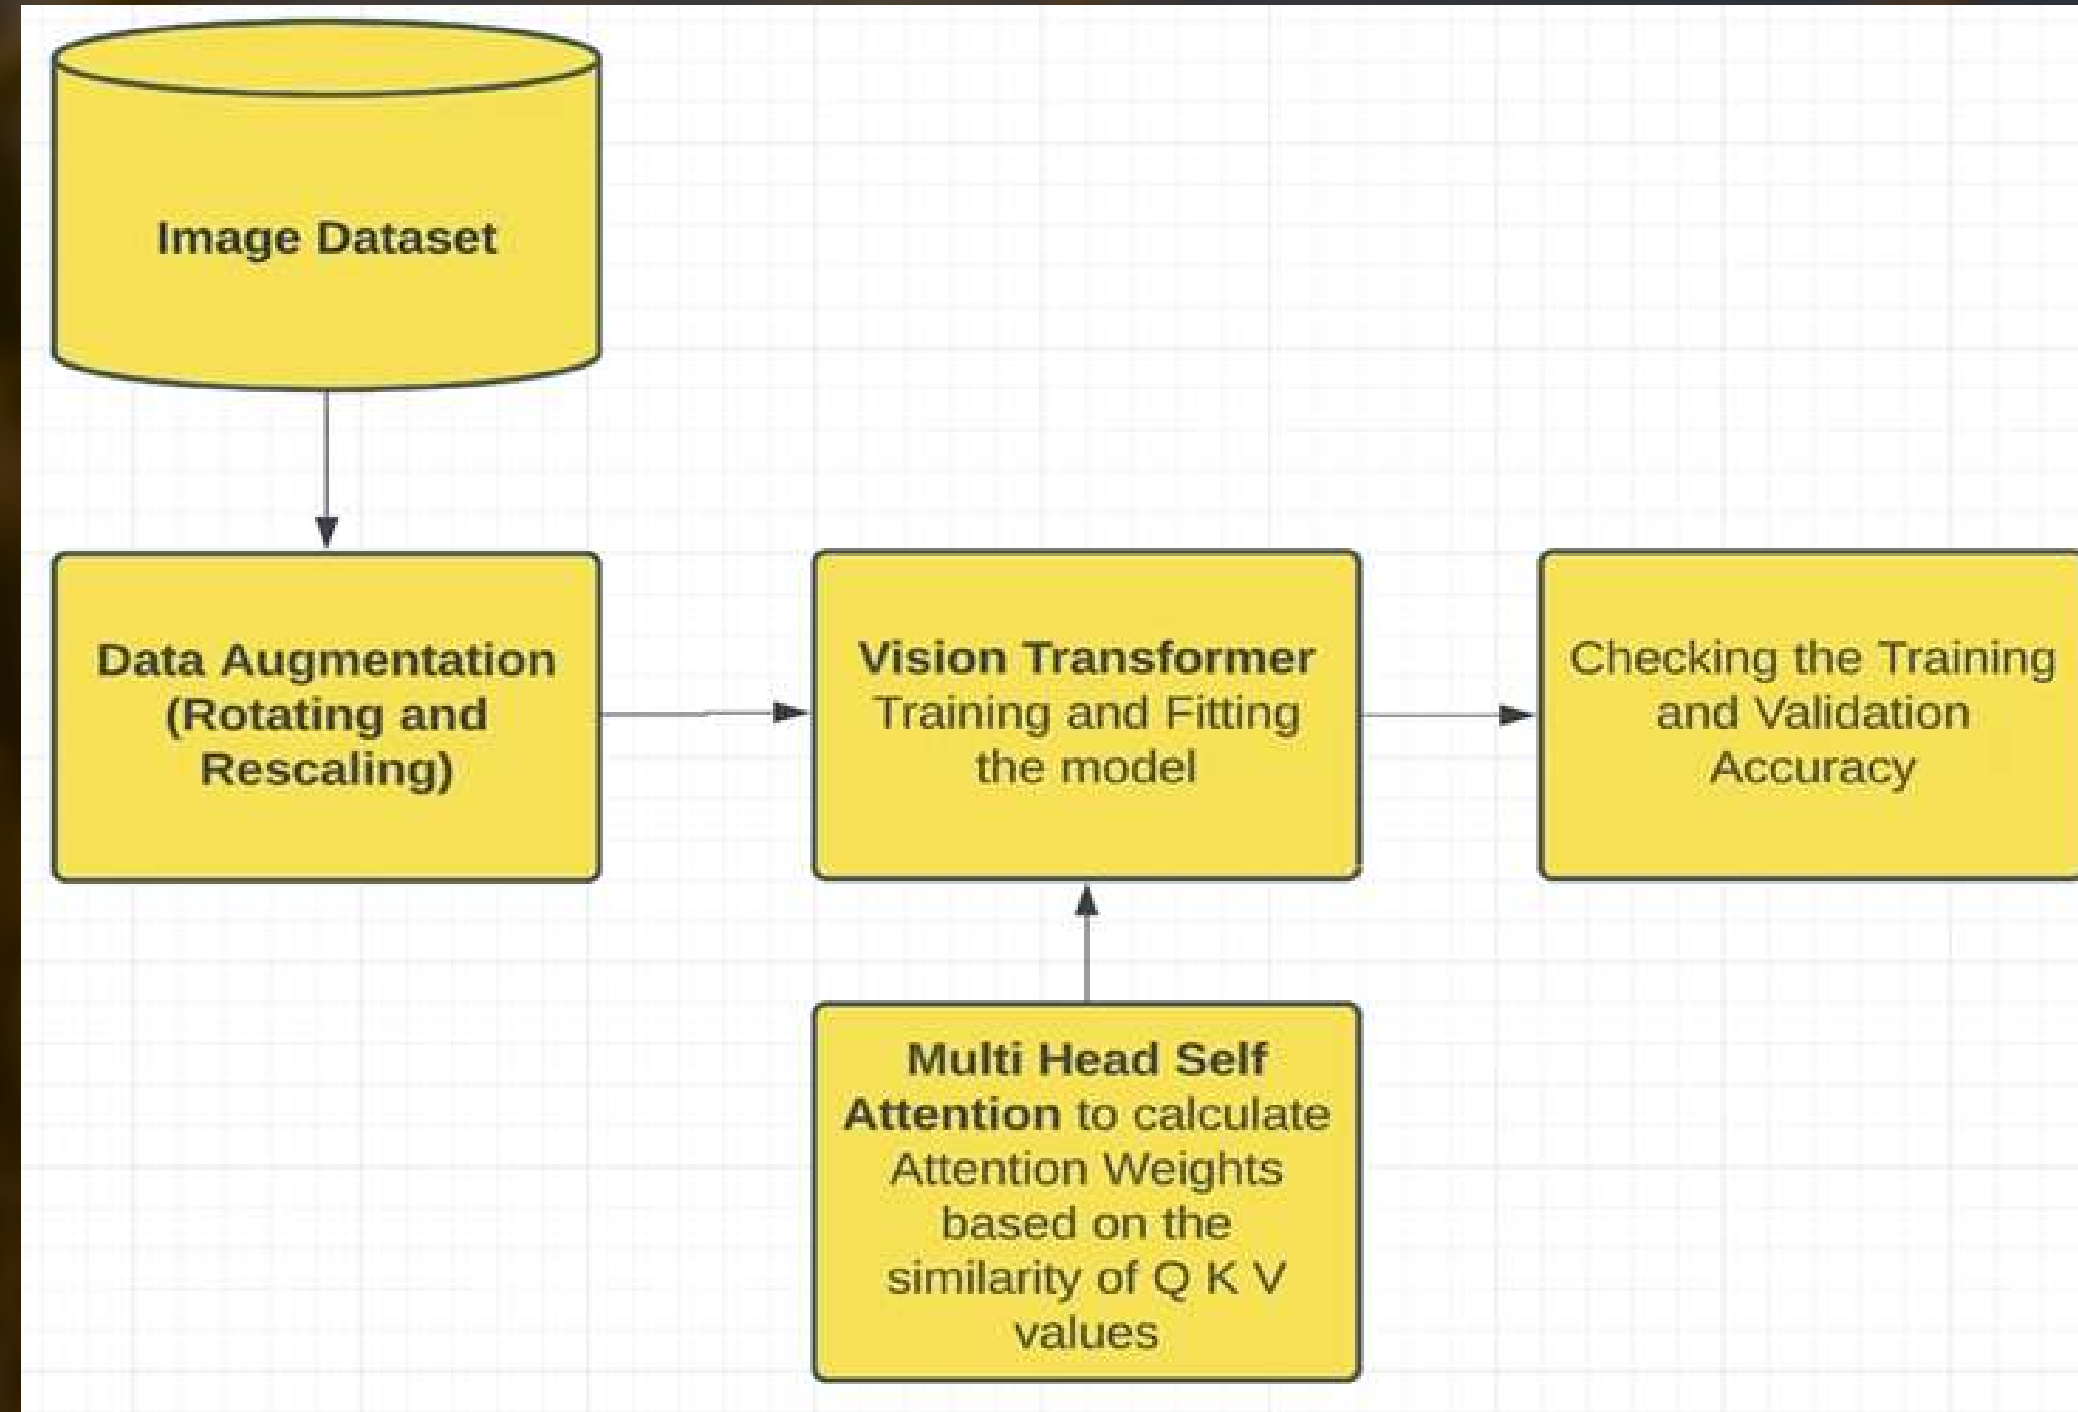 Image Dataset
Data Augmentation
(Rotating and
Rescaling)
Vision Transformer
Training and Fitting
the model
Checking the Training
and Validation
Accuracy
Multi Head Self
Attention to calculate
Attention Weights
based on the
similarity of Q K V
values